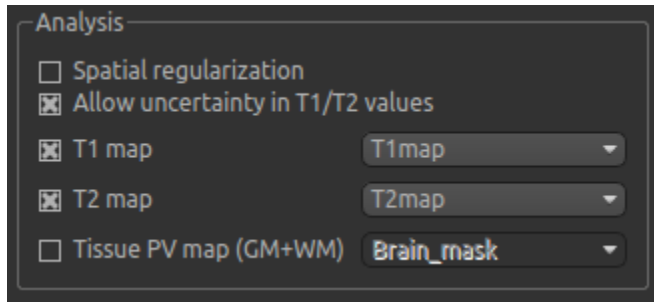 Analysis
Spatial regularization
Allow uncertainty in T1/T2 values
T1 map T1map
T2 map T2map
Tissue PV map (GM+WM) Brain_mask